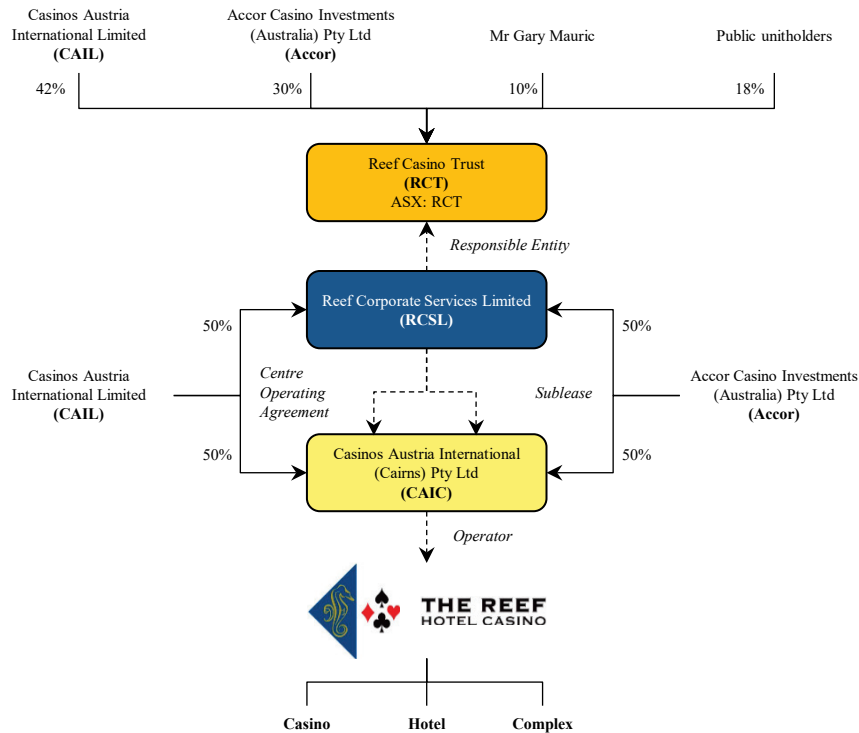 Casinos Austria
International Limited
(CAIL)
Accor Casino Investments
(Australia) Pty Ltd
(Accor)
Mr Gary Mauric
Public unitholders
42%
30%
10%
18%
Reef Casino Trust
(RCT)
ASX: RCT
Responsible Entity
Reef Corporate Services Limited
(RCSL)
50%
50%
Casinos Austria
International Limited
(CAIL)
Centre
Operating
Agreement
Sublease
Accor Casino Investments
(Australia) Pty Ltd
(Accor)
50%
50%
Casinos Austria International
(Cairns) Pty Ltd
(CAIC)
Operator
THE REEF
HOTEL CASINO
Casino
Hotel
Complex